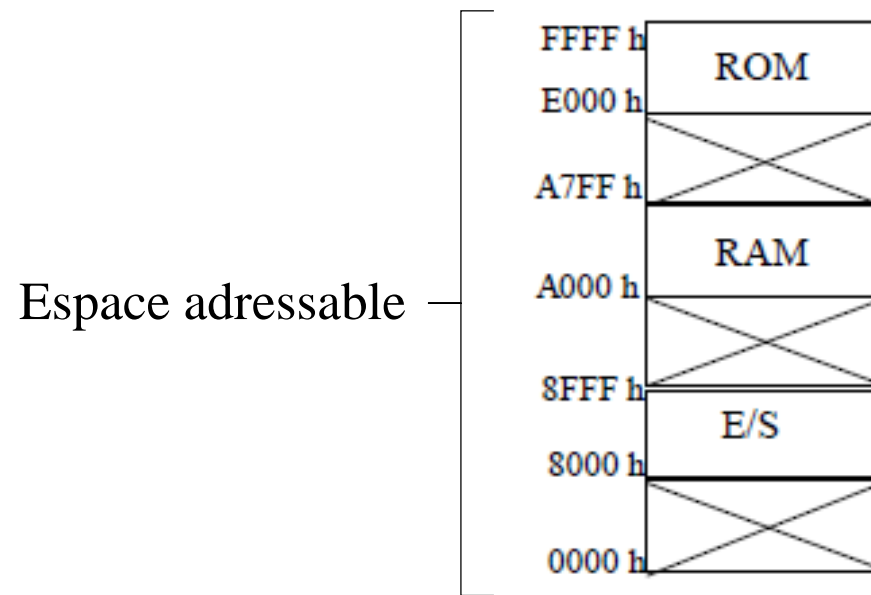 FFFF h
ROM
E000 h
A7FF h
RAM
A000 h
Espace adressable
8FFF h
E/S
8000 h
0000 h